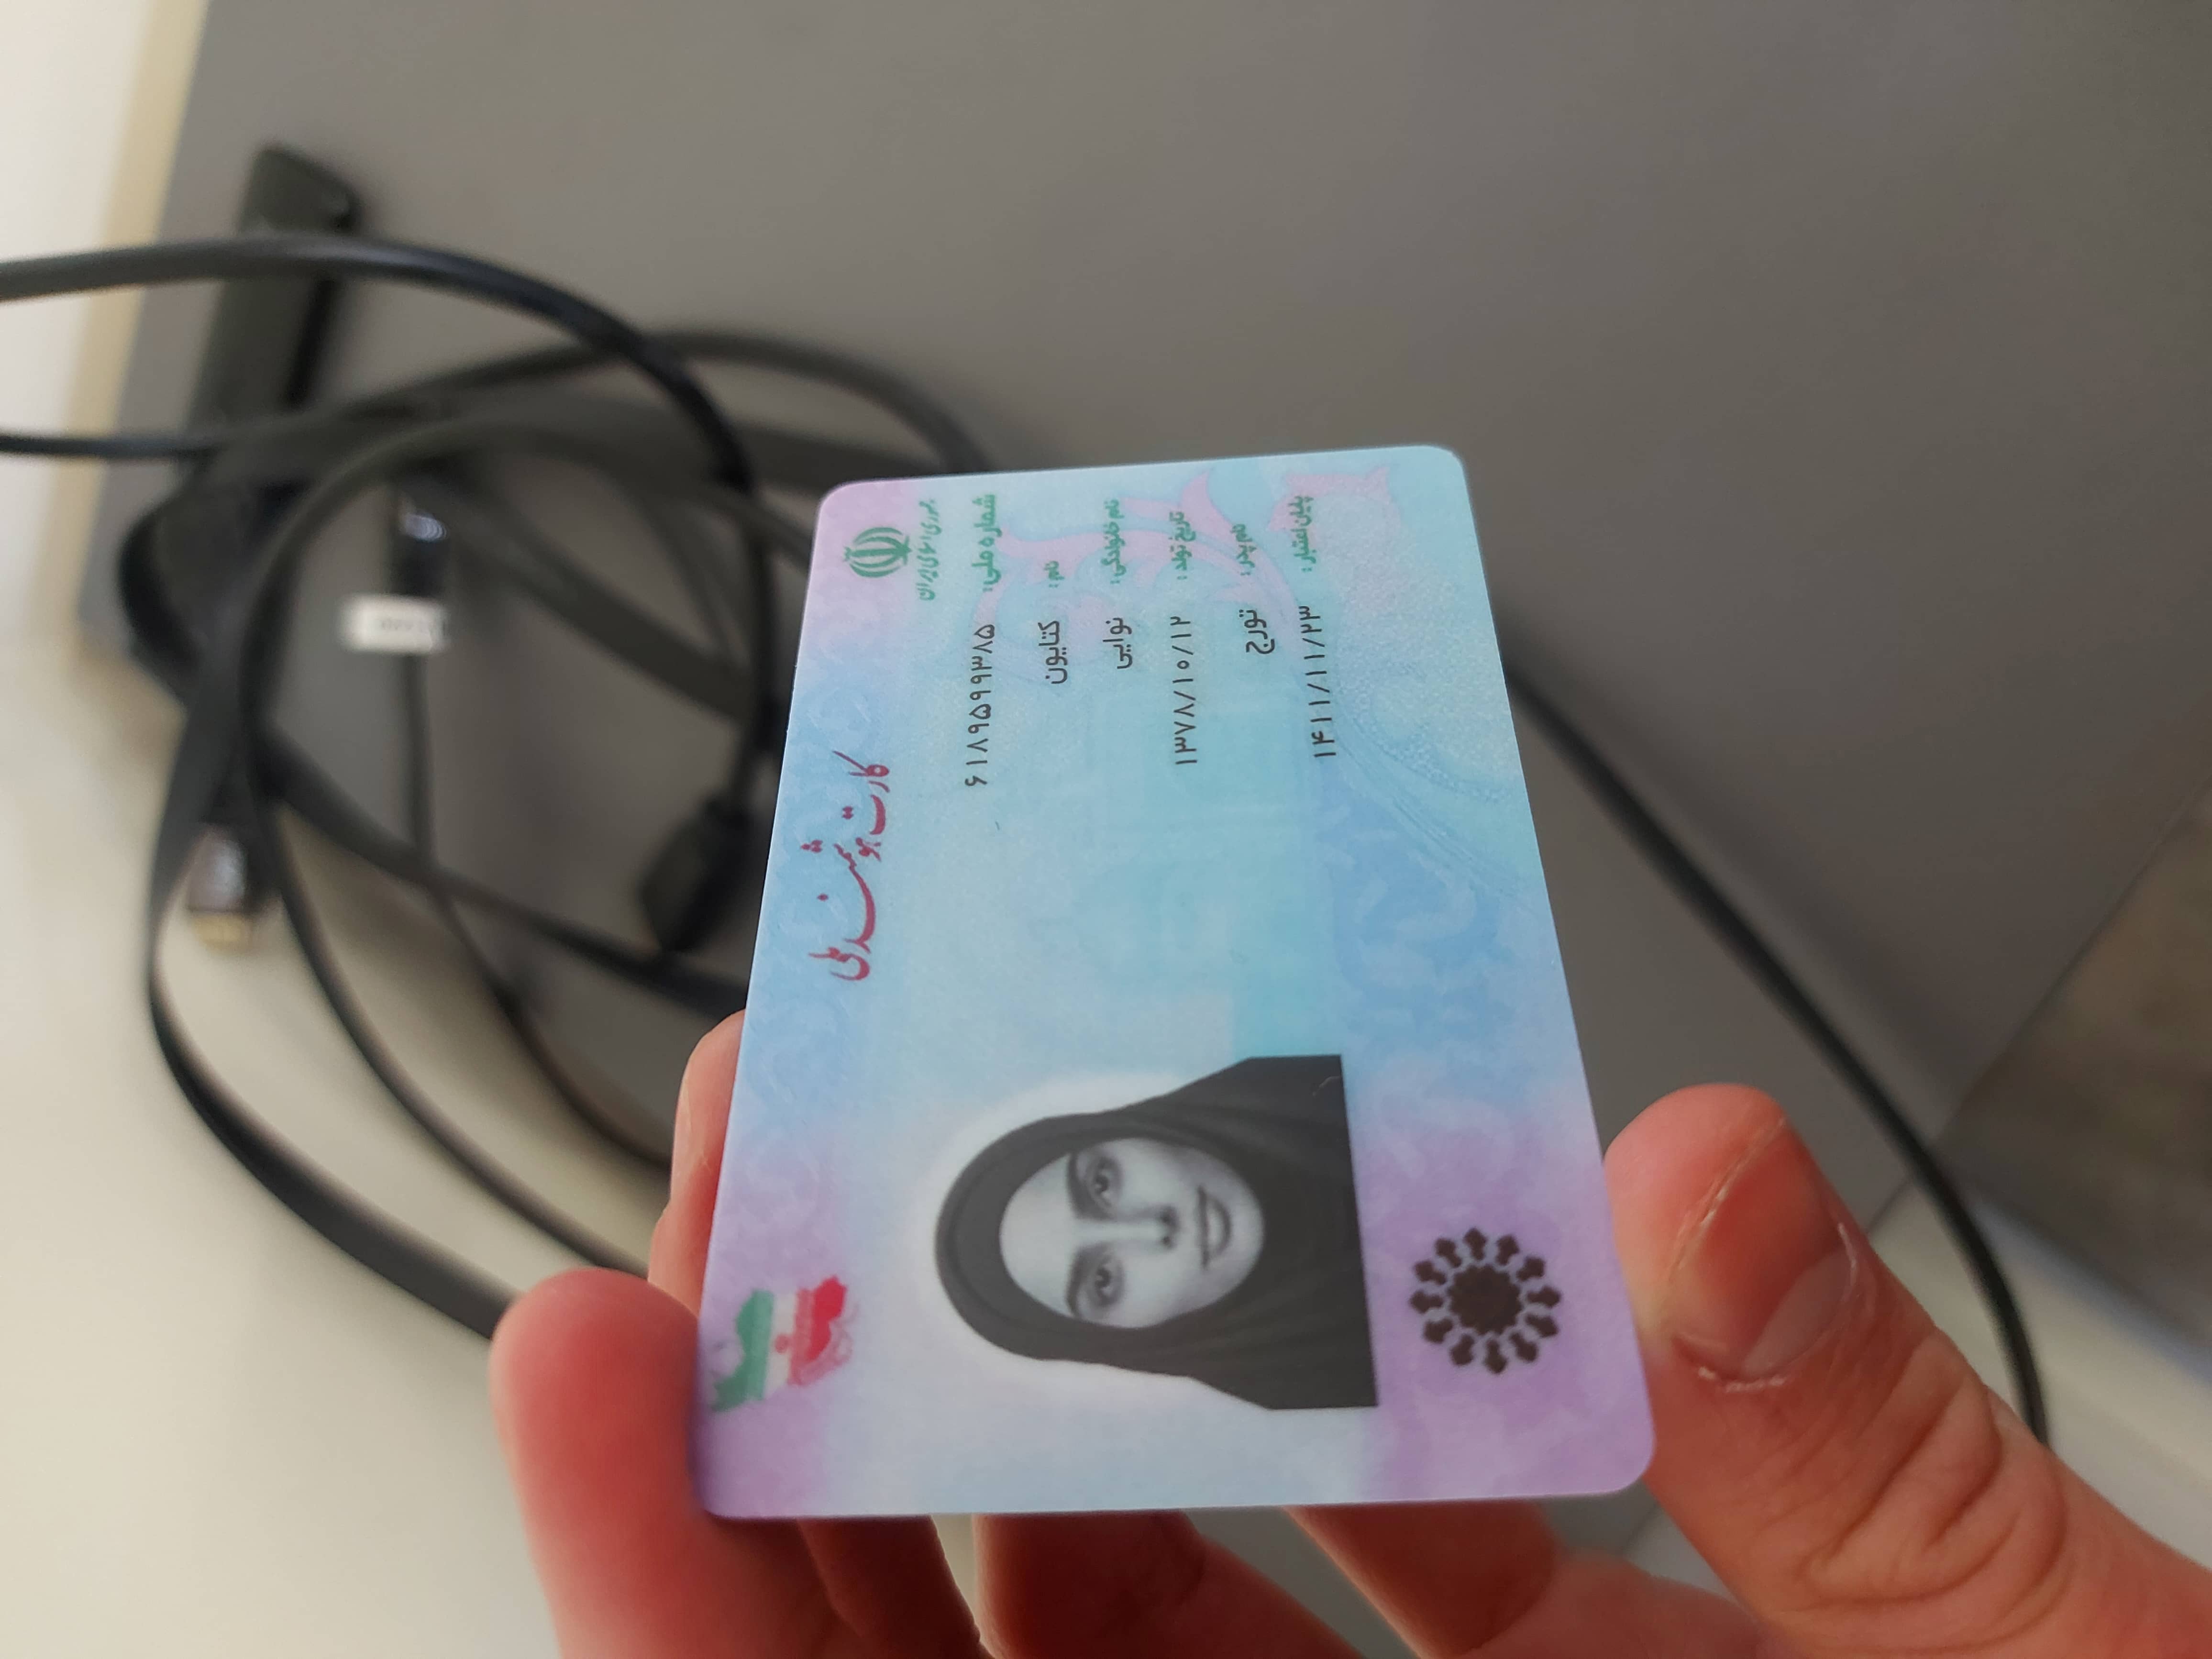 جمهوری اسلامی ایران
کارت هوشمند ملی
شماره ملی: ۶۱۸۹۵۹۹۳۸۵
نام: کتایون
نام خانوادگی: نوایی
تاریخ تولد: ۱۳۷۸/۱۰/۱۲
نام پدر: تورج
پایان اعتبار: ۱۴۱۱/۱۱/۲۳